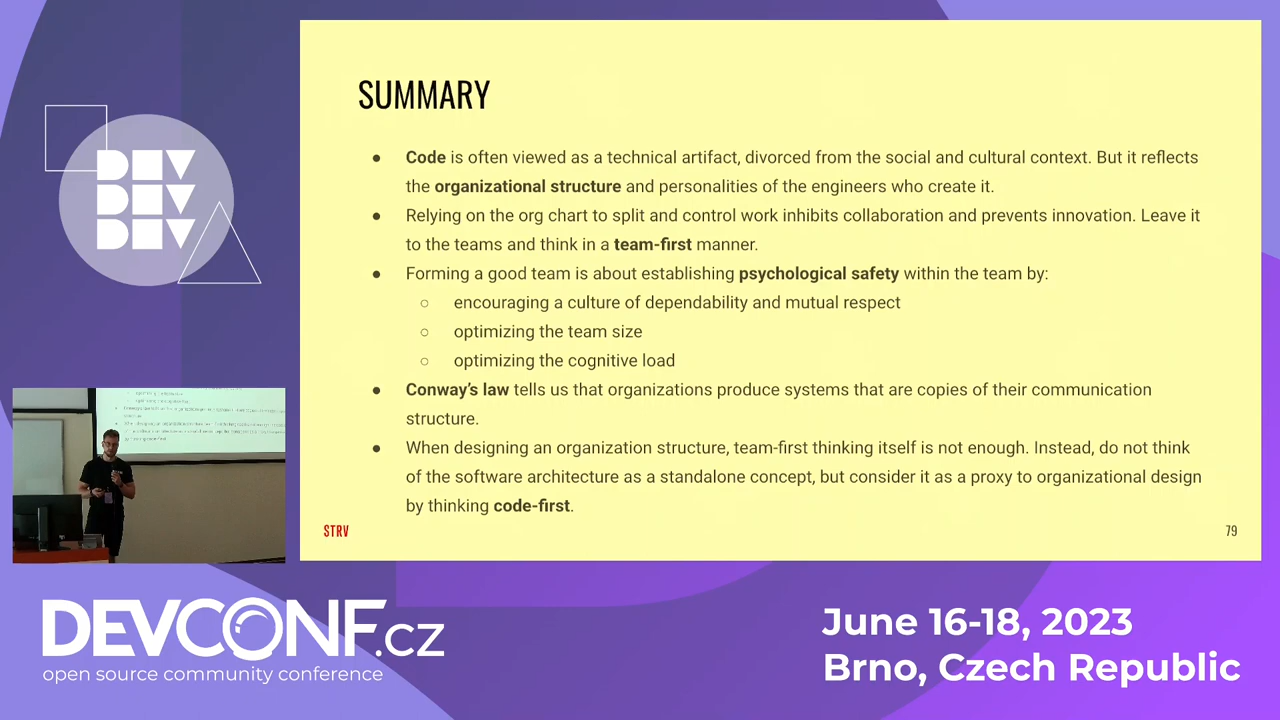 SUMMARY
● Code is often viewed as a technical artifact, divorced from the social and cultural context. But it reflects
the organizational structure and personalities of the engineers who create it.
● Relying on the org chart to split and control work inhibits collaboration and prevents innovation. Leave it
to the teams and think in a team-first manner.
● Forming a good team is about establishing psychological safety within the team by:
○ encouraging a culture of dependability and mutual respect
○ optimizing the team size
○ optimizing the cognitive load
● Conway's law tells us that organizations produce systems that are copies of their communication
structure.
● When designing an organization structure, team-first thinking itself is not enough. Instead, do not think
of the software architecture as a standalone concept, but consider it as a proxy to organizational design
by thinking code-first.
STRV
79
DEV
DEV
DEV
DEVCONF.cz
open source community conference
June 16-18, 2023
Brno, Czech Republic